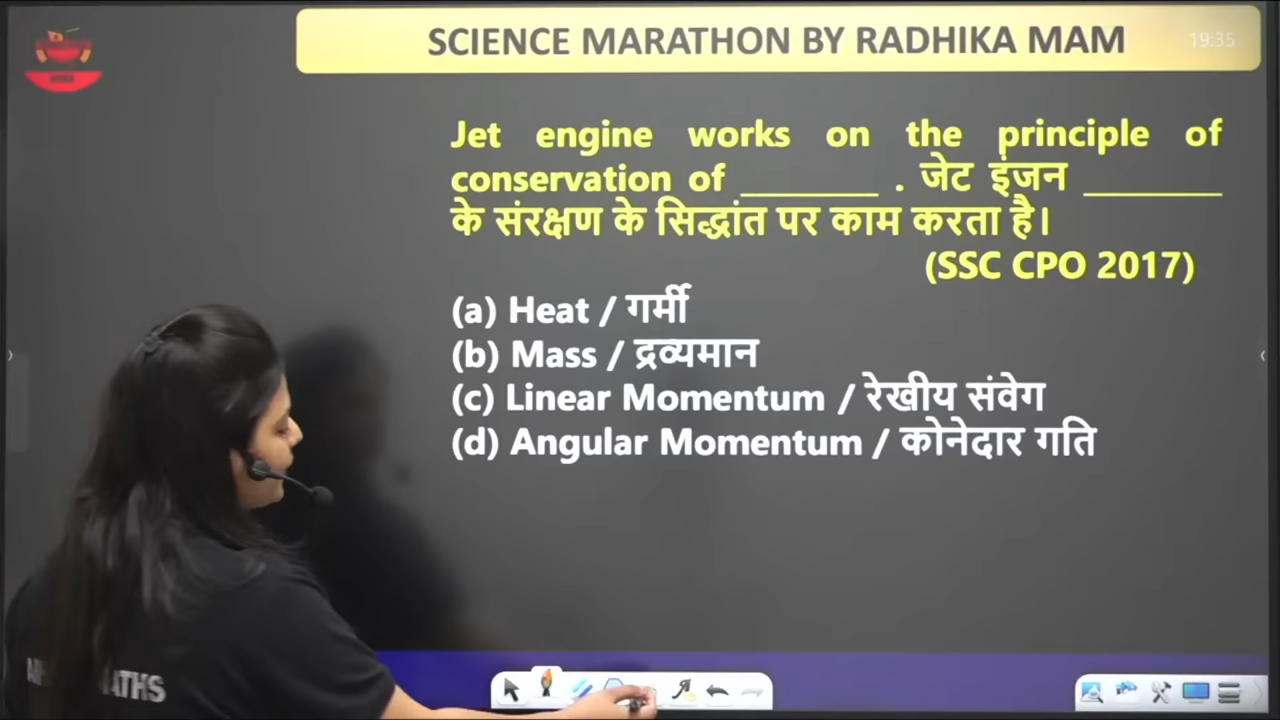 SCIENCE MARATHON BY RADHIKA MAM
19:35
Jet engine works on the principle of
conservation of ________ . जेट इंजन ________
के संरक्षण के सिद्धांत पर काम करता है।
(SSC CPO 2017)
(a) Heat / गर्मी
(b) Mass / द्रव्यमान
(c) Linear Momentum / रेखीय संवेग
(d) Angular Momentum / कोनेदार गति